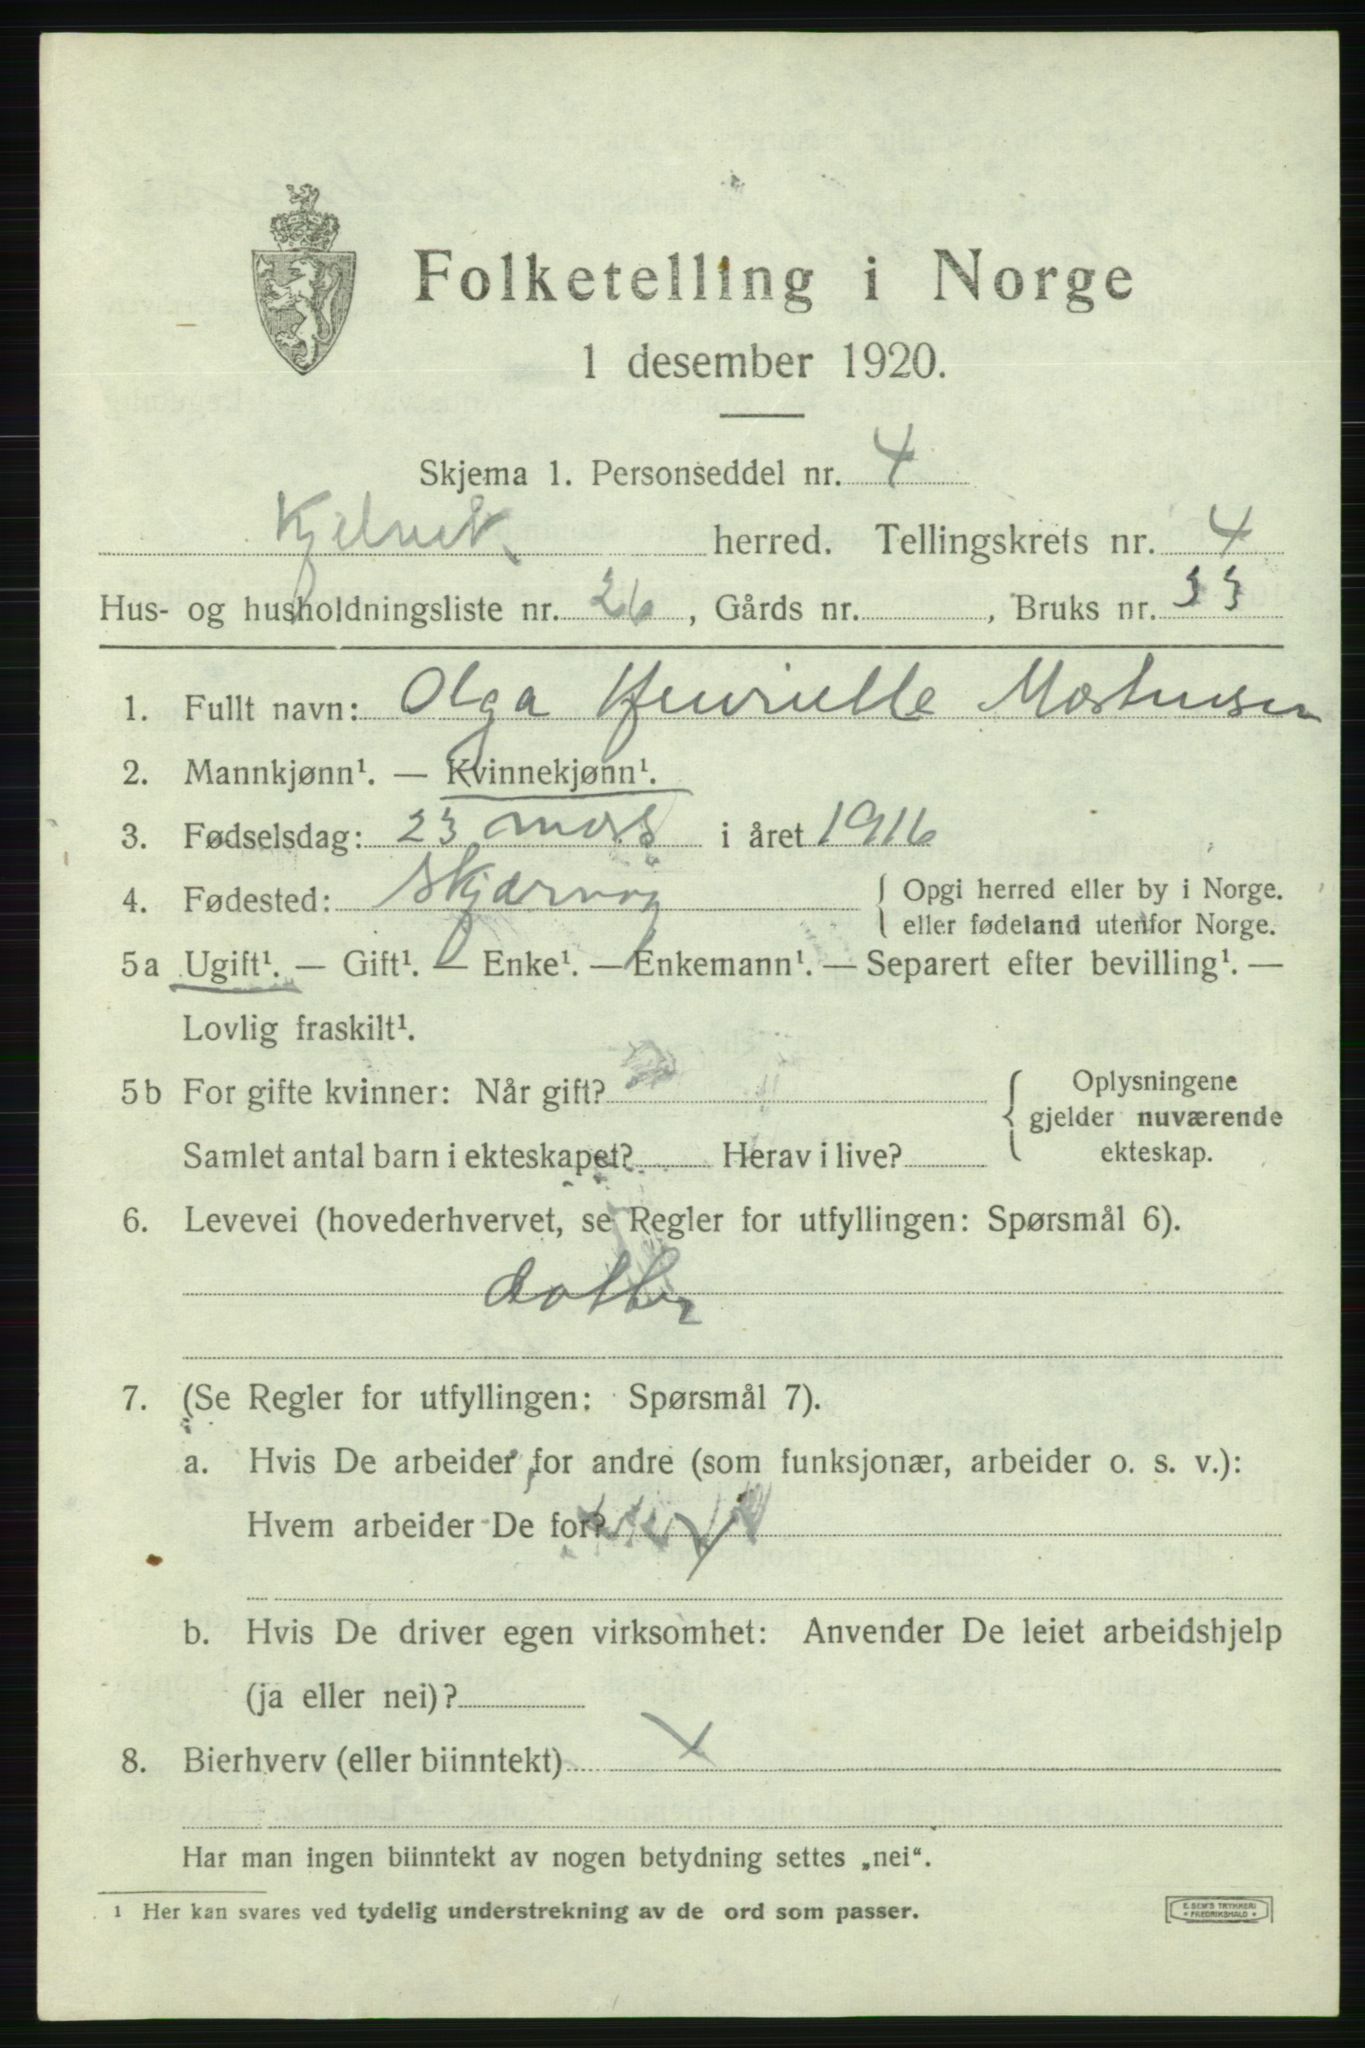 Folketelling i Norge
1 desember 1920.
Skjema 1. Personseddel nr. 4
Kjelvik herred. Tellingskrets nr. 4
Hus- og husholdningsliste nr. 26, Gårds nr. , Bruks nr. 33
1. Fullt navn: Olga Henrielle
2. Mannkjønn¹. — Kvinnekjønn¹.
3. Fødselsdag: 23 mars i året 1916
4. Fødested: Skjærvøy { Opgi herred eller by i Norge.
eller fødeland utenfor Norge.
5a Ugift¹. — Gift¹. — Enke¹. — Enkemann¹. — Separert efter bevilling¹. —
Lovlig fraskilt¹.
5b For gifte kvinner: Når gift? { Oplysningene
gjelder nuværende
Samlet antal barn i ekteskapet? Herav i live? ekteskap.
6. Levevei (hovederhvervet, se Regler for utfyllingen: Spørsmål 6).
datter
7. (Se Regler for utfyllingen: Spørsmål 7).
a. Hvis De arbeider for andre (som funksjonær, arbeider o. s. v.):
Hvem arbeider De for?
b. Hvis De driver egen virksomhet: Anvender De leiet arbeidshjelp
(ja eller nei)?
8. Bierhverv (eller biinntekt) x
Har man ingen biinntekt av nogen betydning settes „nei“.
¹ Her kan svares ved tydelig understrekning av de ord som passer.
E. SEM'S TRYKKERI
* FREDRIKSHALD *